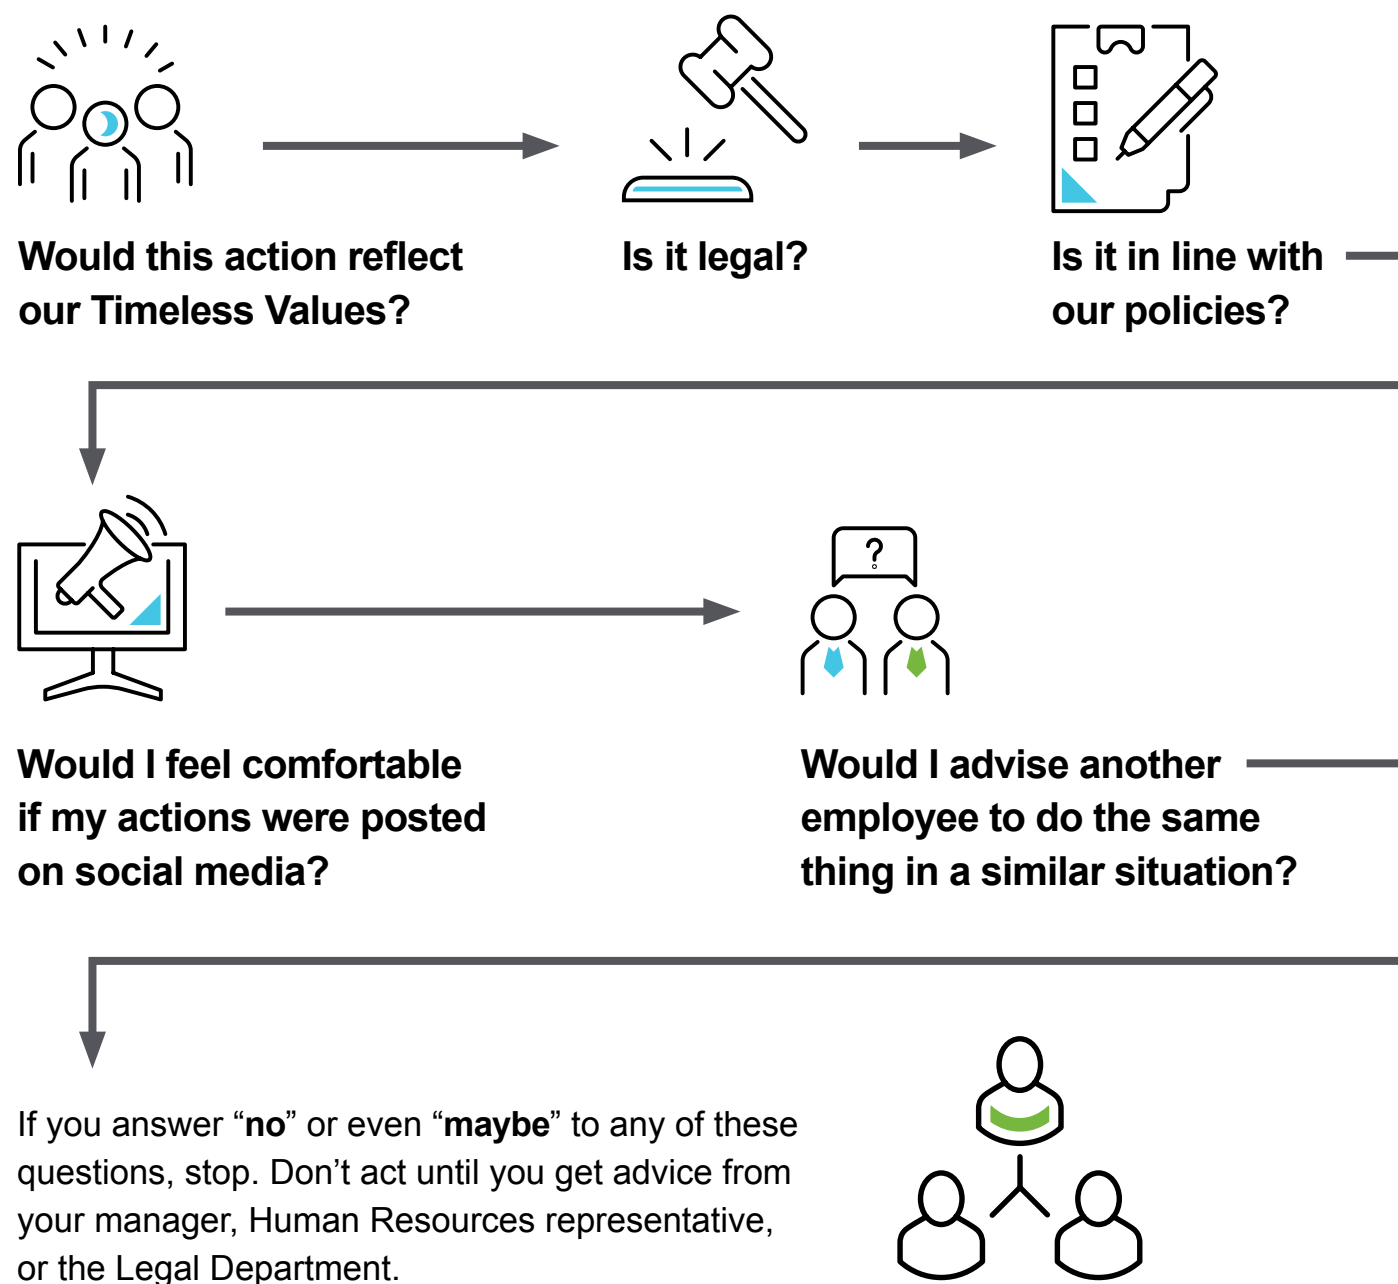 Would this action reflect
our Timeless Values?
Is it legal?
Is it in line with
our policies?
?
Would I feel comfortable
if my actions were posted
on social media?
Would I advise another
employee to do the same
thing in a similar situation?
If you answer “no” or even “maybe” to any of these
questions, stop. Don’t act until you get advice from
your manager, Human Resources representative,
or the Legal Department.